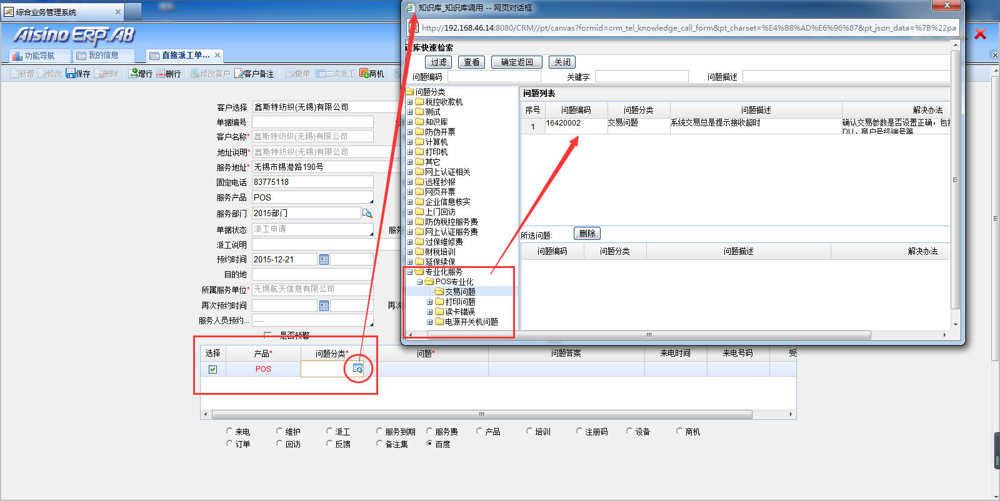 综合业务管理系统
知识库_知识库调用 -- 网页对话框
http://192.168.46.14:8080/CRM//pt/canvas?formid=crm_tel_knowledge_call_form&pt_charset=%E4%B8%AD%E6%96%87&pt_json_data=%7B%22pa
Aisino ERP.A8
功能导航 我的信息 直接派工单...
新增 修改 保存 删除 增行 删行 修改客户 客户备注 撤单 二次派工 商机
库快速检索
过滤 查看 确定返回 关闭
问题编码 关键字 问题描述
问题分类
税控收款机
测试
知识库
防伪开票
计算机
打印机
其它
网上认证相关
远程抄报
网页开票
企业信息核实
上门回访
防伪税控服务费
网上认证服务费
过保维修费
财税培训
延保续保
专业化服务
POS专业化
交易问题
打印问题
读卡错误
电源开关机问题
问题列表
序号 问题编码 问题分类 问题描述 解决办法
1 16420002 交易问题 系统交易总是提示接收超时 确认交易参数是否设置正确，包括
DU、商户号终端号等
所选问题: 删除
问题编码 问题分类 问题描述 解决办法
客户选择 鑫斯特纺织(无锡)有限公司
单据编号
客户名称* 鑫斯特纺织(无锡)有限公司
地址说明* 鑫斯特纺织(无锡)有限公司
服务地址* 无锡市锡港路190号
固定电话 83775118
服务产品 POS
服务部门 2015部门
单据状态 派工申请 服务
派工说明
预约时间 2015-12-21
目的地
所属服务单位* 无锡航天信息有限公司
再次预约时间 再次
服务人员预约... ----
是否预警
选择 产品* 问题分类* 问题* 问题答案 来电时间 来电号码 受
POS
来电 维护 派工 服务到期 服务费 产品 培训 注册码 设备 商机
订单 回访 反馈 备注集 百度